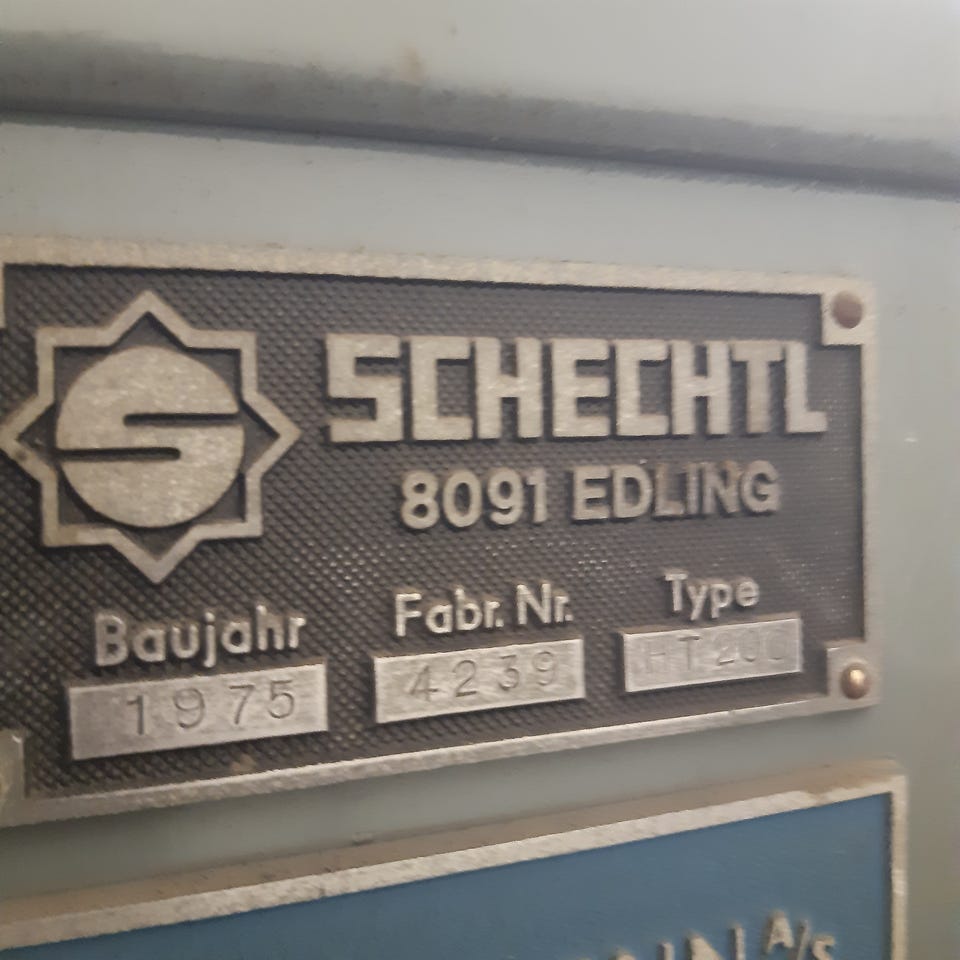 SCHECHTL
8091 EDLING
Baujahr Fabr. Nr. Type
1975 4239 HT 200
A/S